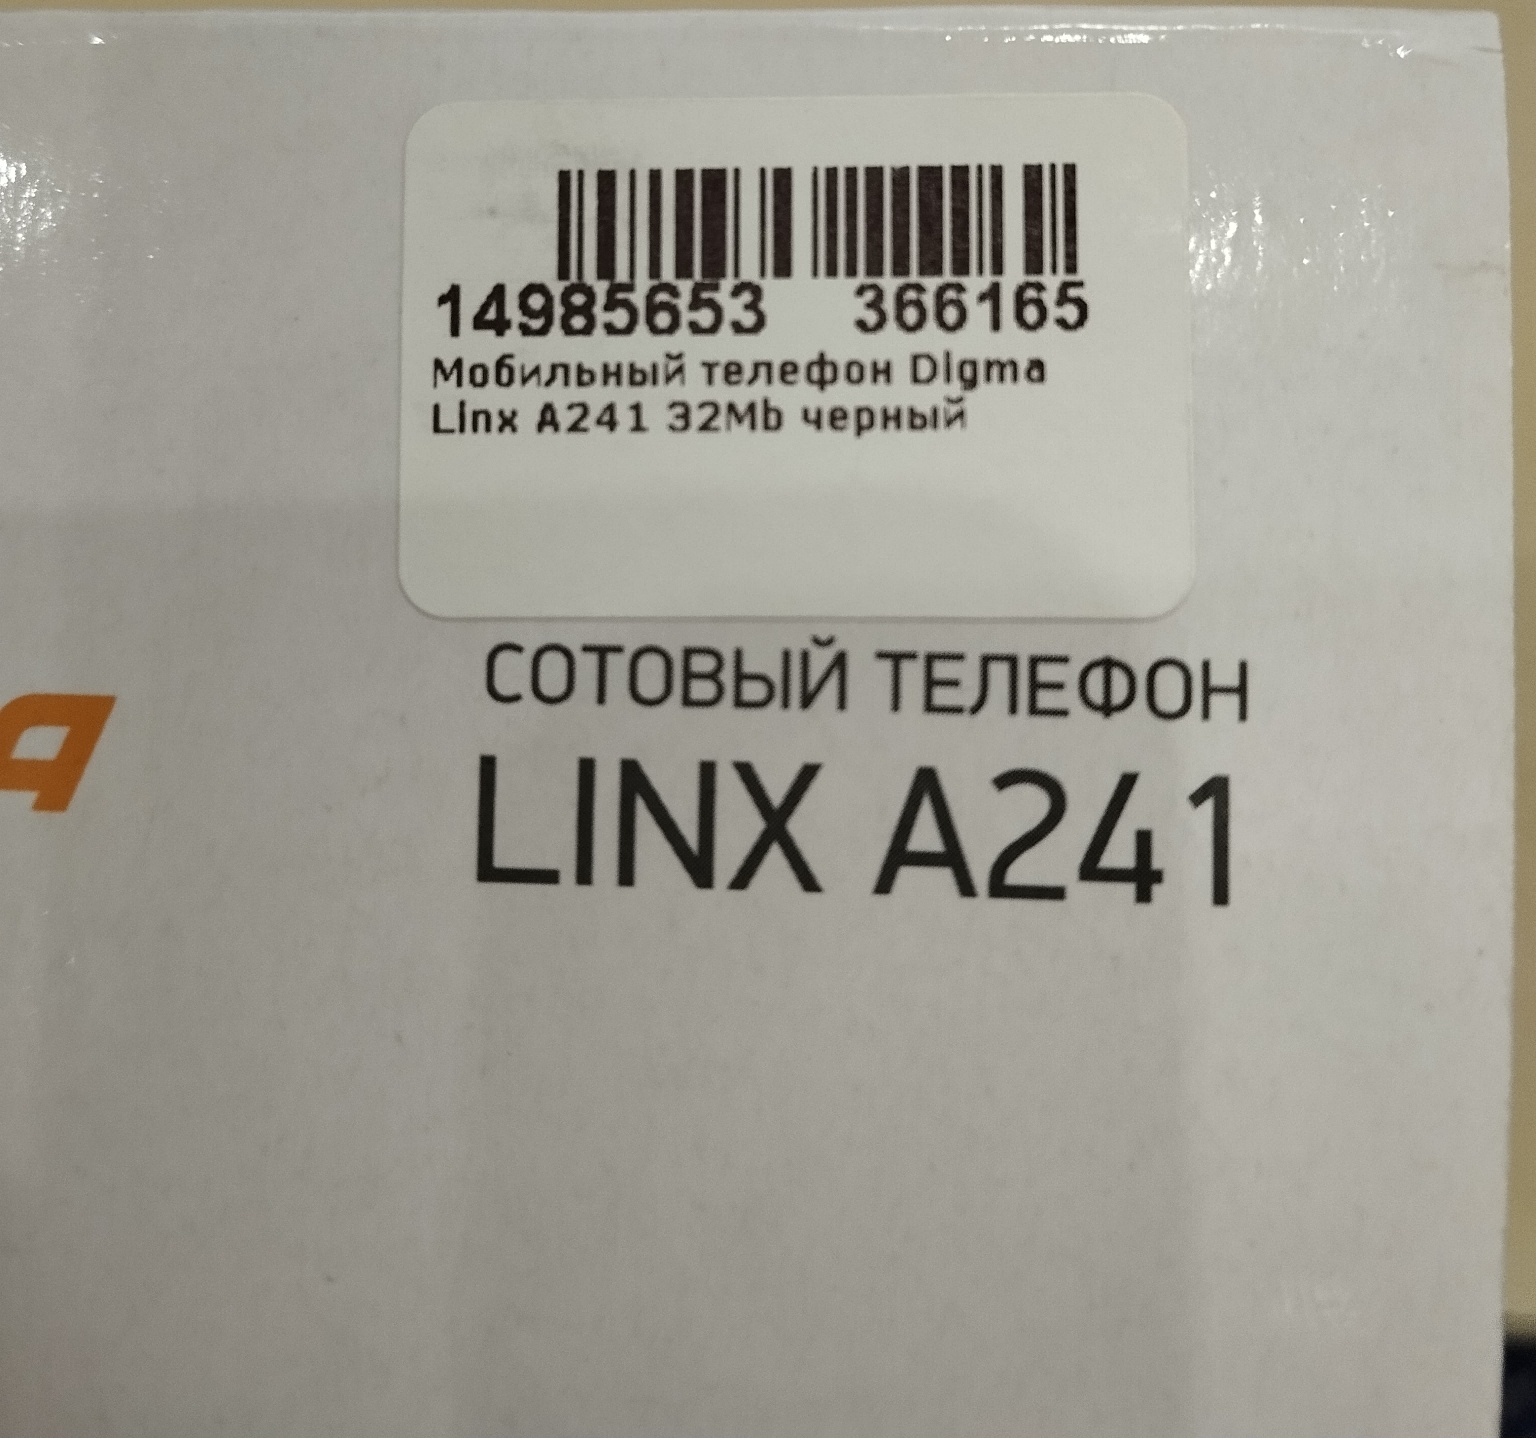 14985653 366165
Мобильный телефон Digma
Linx A241 32Mb черный
СОТОВЫЙ ТЕЛЕФОН
LINX A241